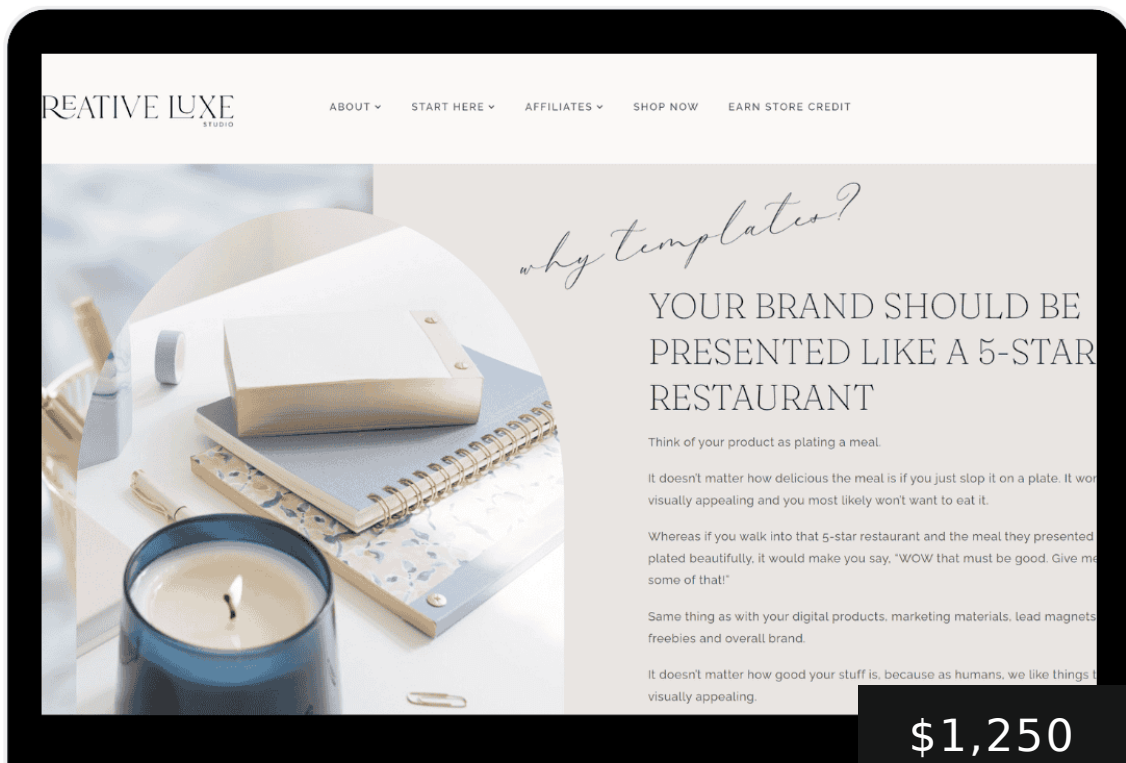 REATIVE LUXE
STUDIO
ABOUT
START HERE
AFFILIATES
SHOP NOW
EARN STORE CREDIT
why templates?
YOUR BRAND SHOULD BE
PRESENTED LIKE A 5-STAR
RESTAURANT
Think of your product as plating a meal.
It doesn't matter how delicious the meal is if you just slop it on a plate. It
visually appealing and you most likely won't want to eat it.
Whereas if you walk into that 5-star restaurant and the meal they presented
plated beautifully, it would make you say, "WOW that must be good. Give me
some of that!"
Same thing as with your digital products, marketing materials, lead magnets
freebies and overall brand.
It doesn't matter how good your stuff is, because as humans, we like things
visually appealing.
$1,250